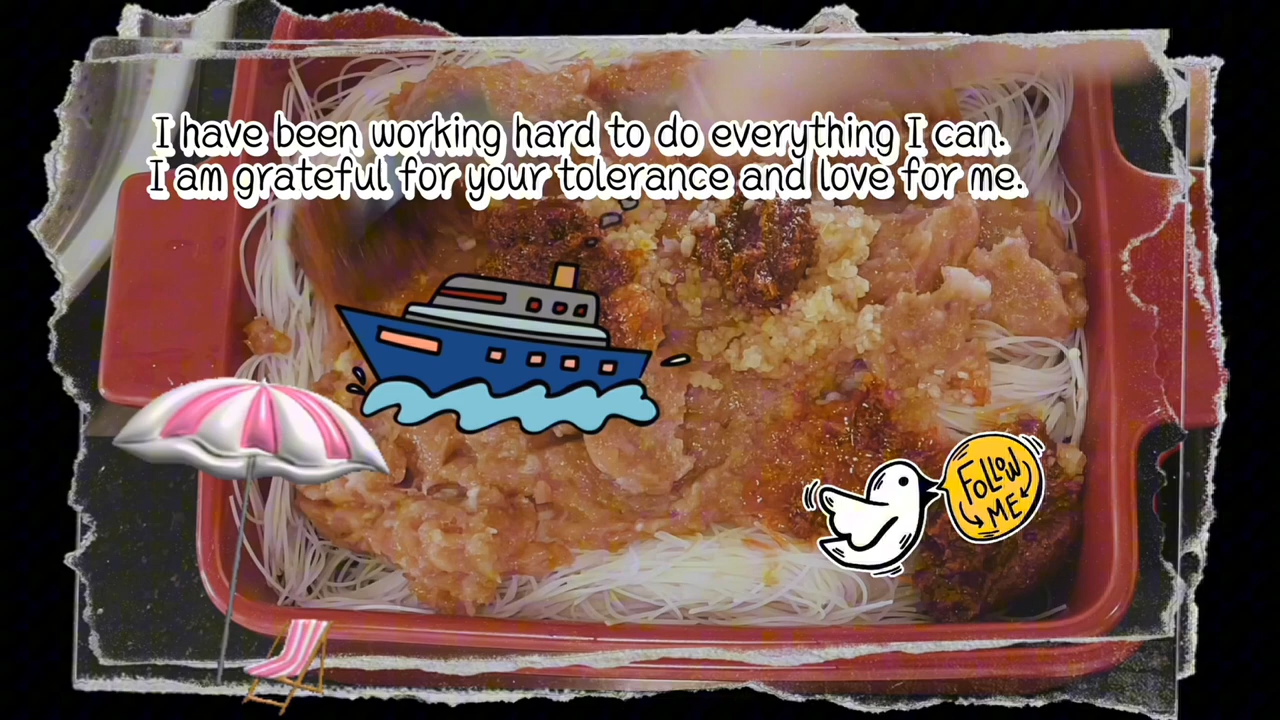 I have been working hard to do everything I can.
I am grateful for your tolerance and love for me.
FOLLOW
ME